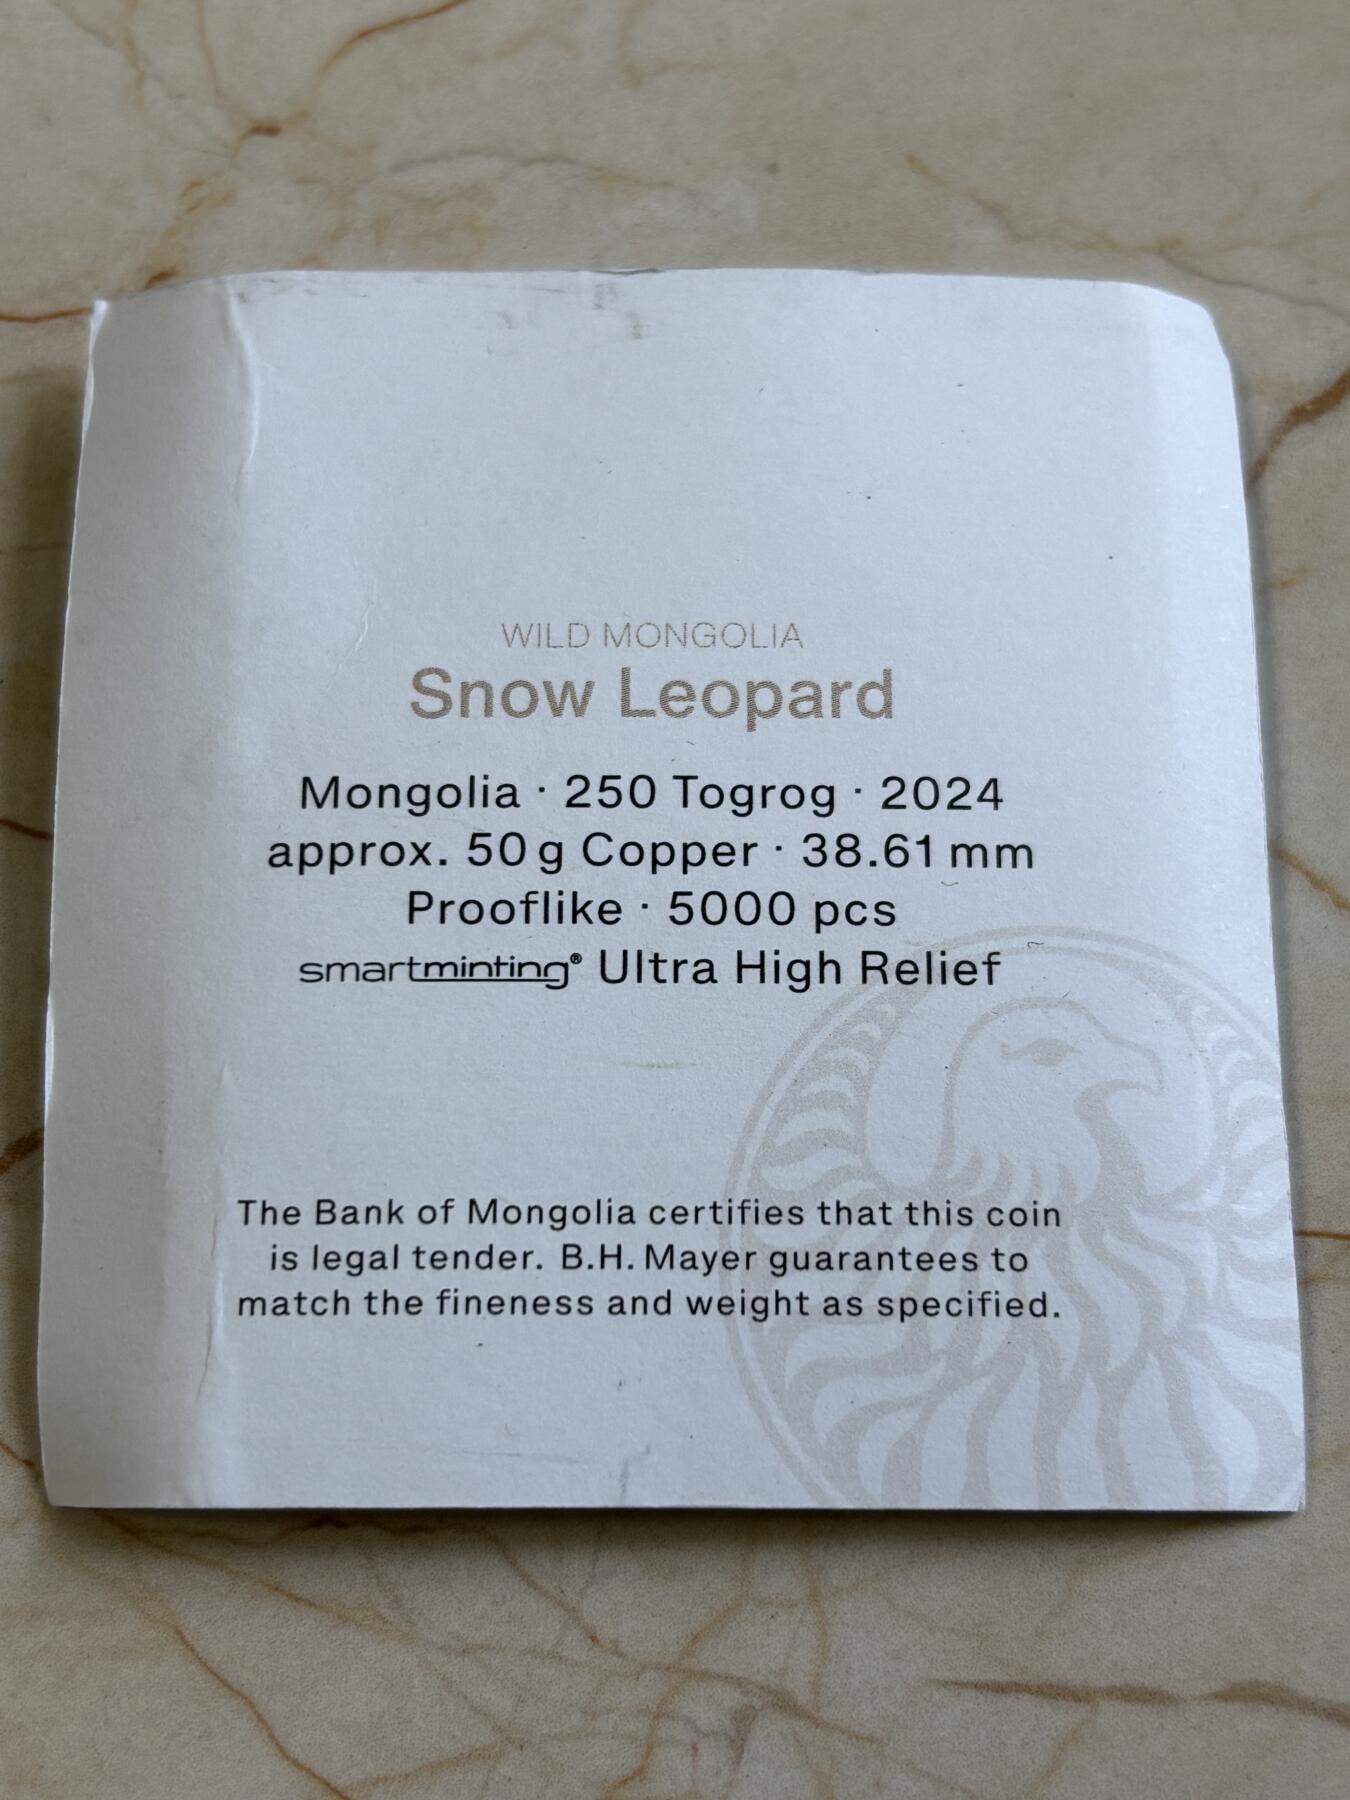 WILD MONGOLIA
Snow Leopard
Mongolia · 250 Togrog · 2024
approx. 50 g Copper · 38.61 mm
Prooflike · 5000 pcs
smartminting® Ultra High Relief
The Bank of Mongolia certifies that this coin
is legal tender. B.H. Mayer guarantees to
match the fineness and weight as specified.